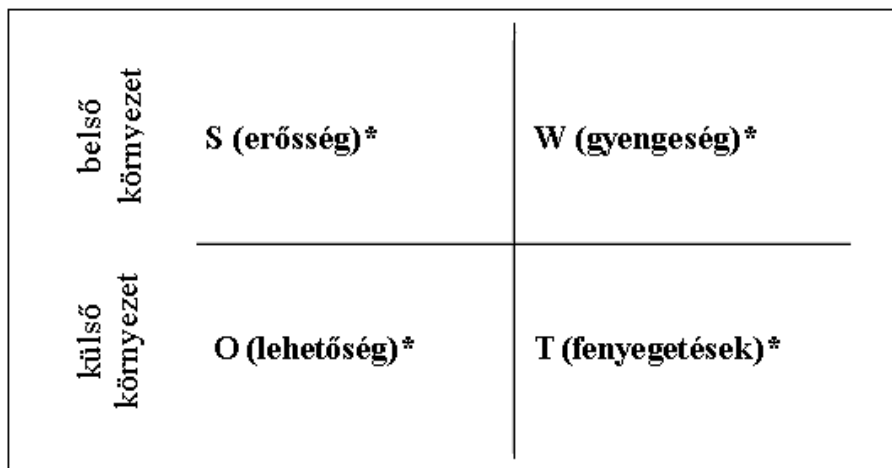 belső
környezet
S (erősség)*
W (gyengeség)*
külső
környezet
O (lehetőség)*
T (fenyegetések)*